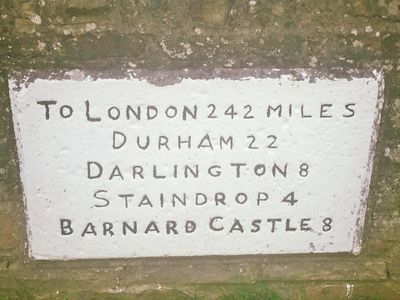 TO LONDON 242 MILES
DURHAM 22
DARLINGTON 8
STAINDROP 4
BARNARD CASTLE 8